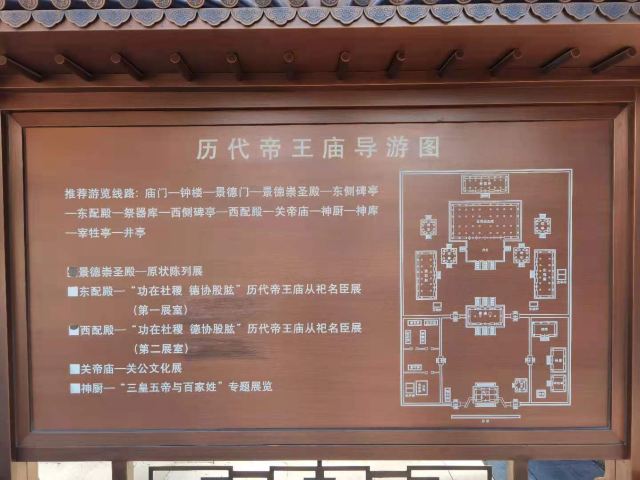 历代帝王庙导游图
推荐游览线路：庙门—钟楼—景德门—景德崇圣殿—东侧碑亭
—东配殿—祭器库—西侧碑亭—西配殿—关帝庙—神厨—神库
—宰牲亭—井亭
景德崇圣殿—原状陈列展
东配殿—“功在社稷 德协股肱”历代帝王庙从祀名臣展
（第一展室）
西配殿—“功在社稷 德协股肱”历代帝王庙从祀名臣展
（第二展室）
关帝庙—关公文化展
神厨—“三皇五帝与百家姓”专题展览